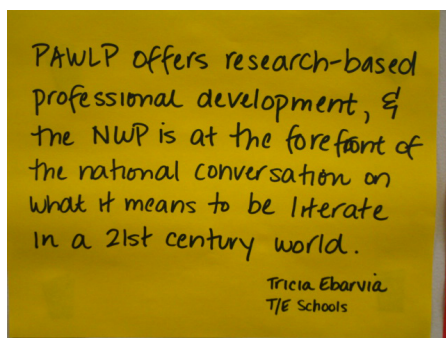 PAWLP offers research-based
professional development, &
the NWP is at the forefront of
the national conversation on
what it means to be literate
in a 21st century world.
Tricia Ebarvia
T/E Schools